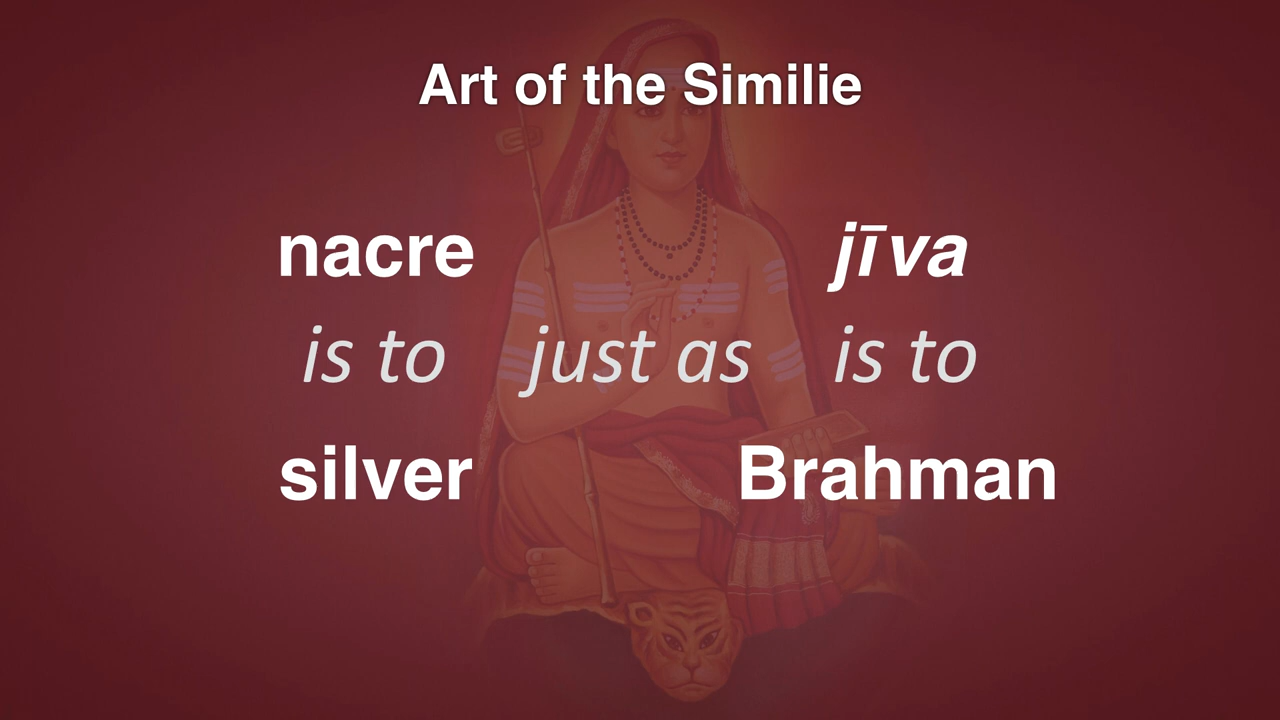 Art of the Similie
nacre
is to
silver
just as
jīva
is to
Brahman